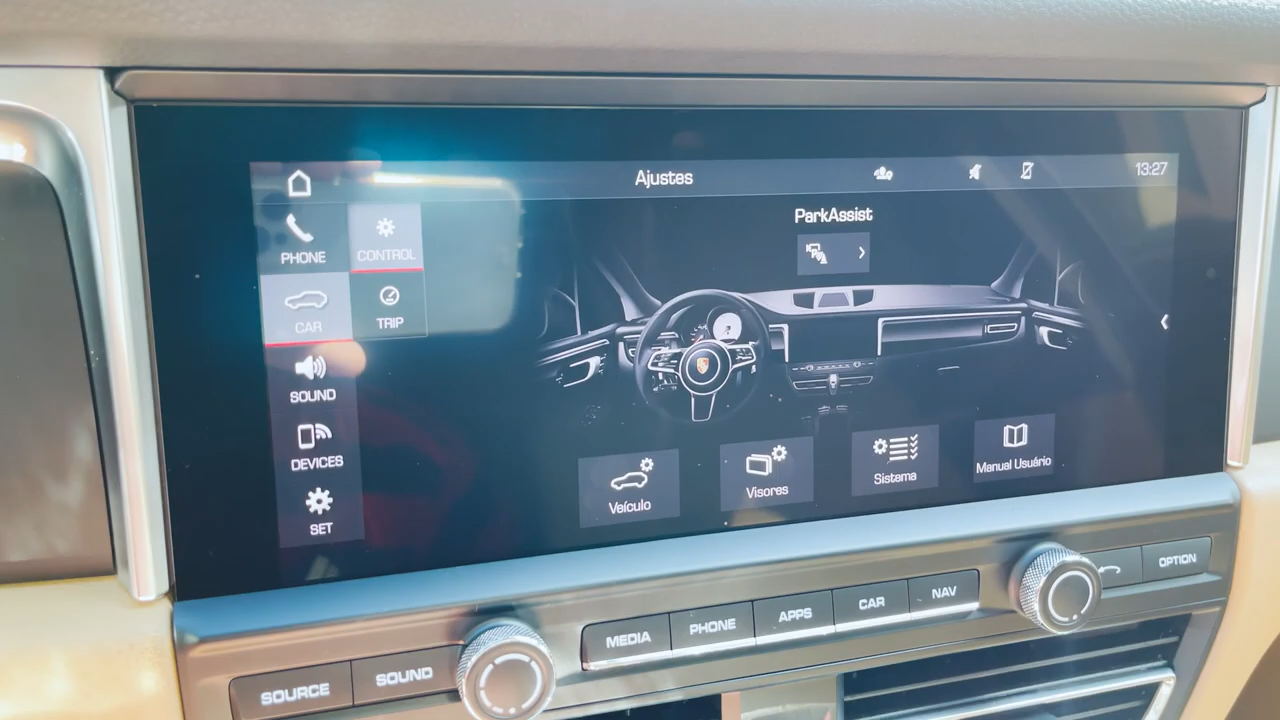 Ajustes
13:27
ParkAssist
PHONE
CONTROL
CAR
TRIP
SOUND
DEVICES
SET
Veículo
Visores
Sistema
Manual Usuário
SOURCE
SOUND
MEDIA
PHONE
APPS
CAR
NAV
OPTION